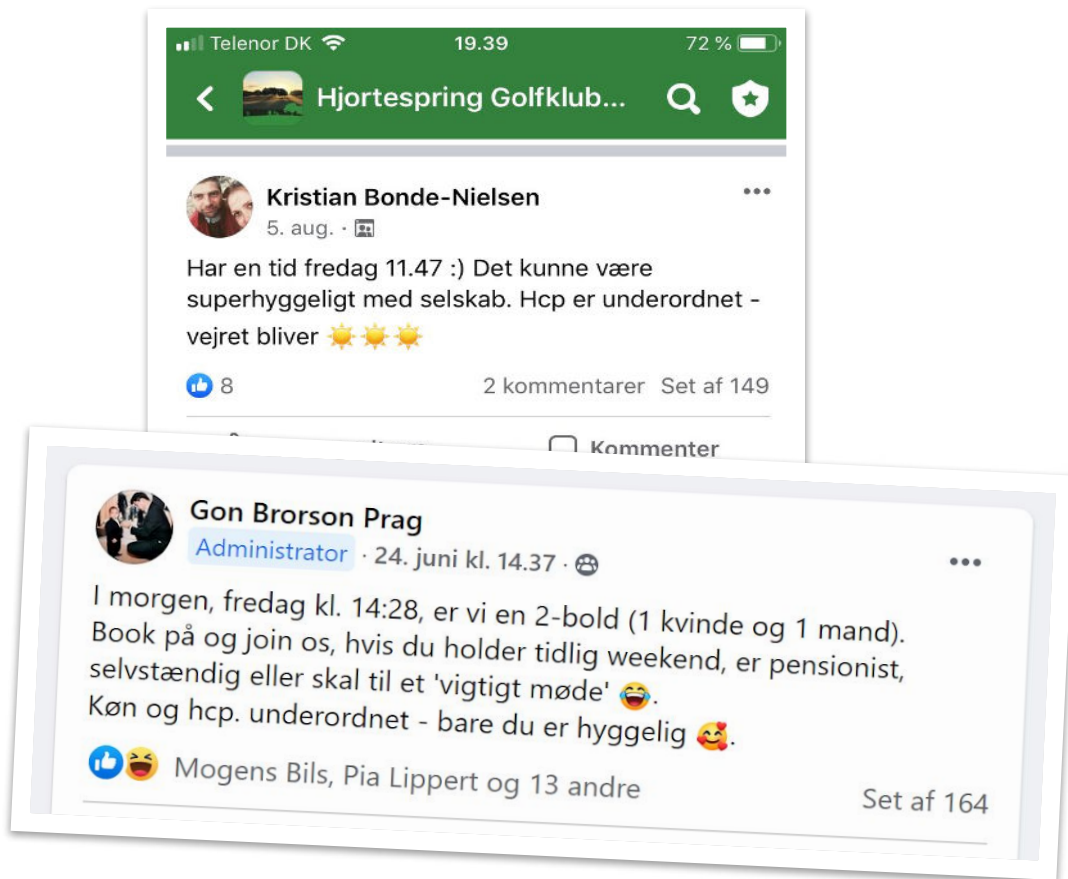 Telenor DK 19.39 72 %
Hjortespring Golfklub...
Kristian Bonde-Nielsen
5. aug. ·
Har en tid fredag 11.47 :) Det kunne være
superhyggeligt med selskab. Hcp er underordnet -
vejret bliver ☀️☀️☀️
8 2 kommentarer Set af 149
Kommenter
Gon Brorson Prag
Administrator · 24. juni kl. 14.37 ·
I morgen, fredag kl. 14:28, er vi en 2-bold (1 kvinde og 1 mand).
Book på og join os, hvis du holder tidlig weekend, er pensionist,
selvstændig eller skal til et 'vigtigt møde' 😂.
Køn og hcp. underordnet - bare du er hyggelig 🥰.
Mogens Bils, Pia Lippert og 13 andre
Set af 164